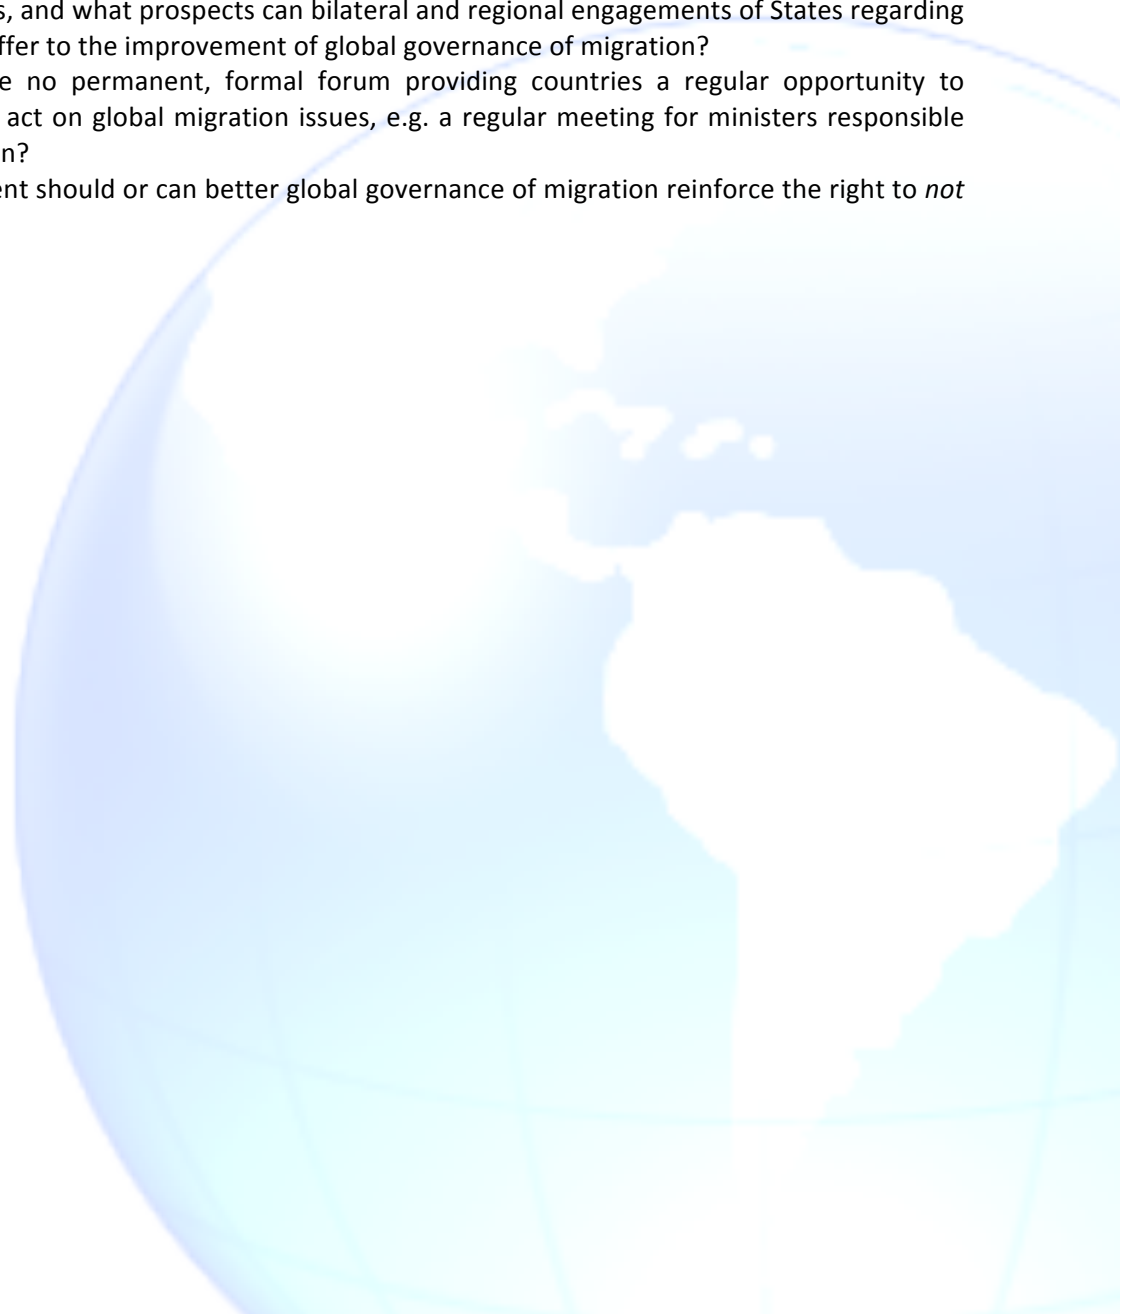 s, and what prospects can bilateral and regional engagements of States regarding
ffer to the improvement of global governance of migration?
e no permanent, formal forum providing countries a regular opportunity to
act on global migration issues, e.g. a regular meeting for ministers responsible
n?
ent should or can better global governance of migration reinforce the right to not